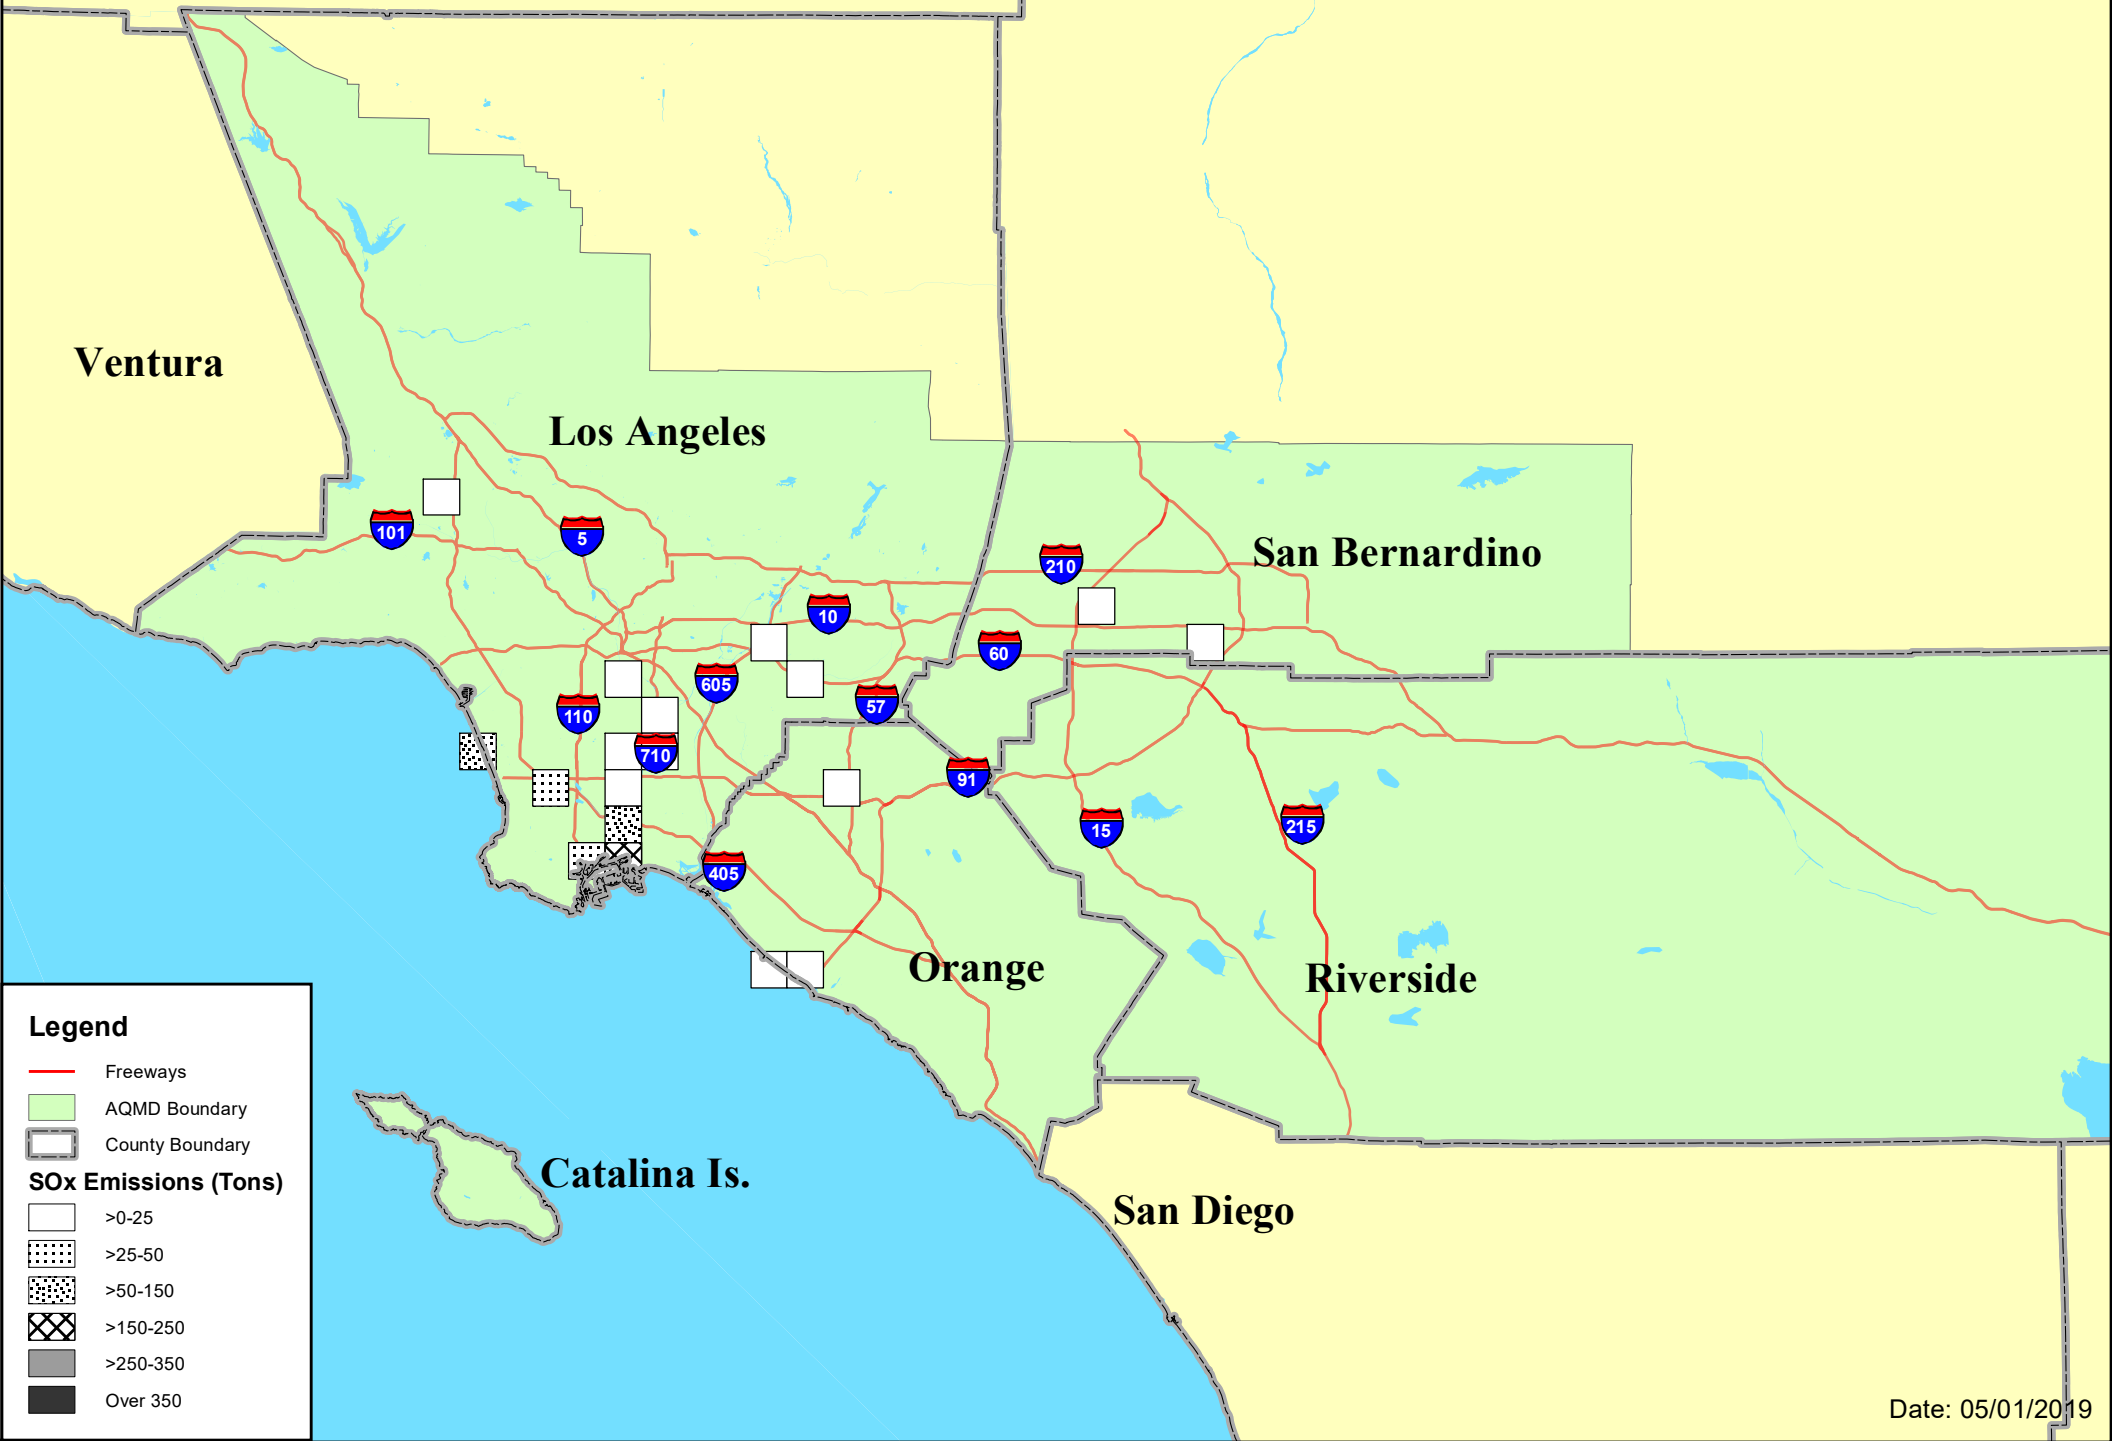 Ventura
Los Angeles
101
5
San Bernardino
210
10
60
605
57
110
710
91
15
215
405
Orange
Riverside
Legend
Freeways
AQMD Boundary
County Boundary
SOx Emissions (Tons)
>0-25
>25-50
>50-150
>150-250
>250-350
Over 350
Catalina Is.
San Diego
Date: 05/01/2019